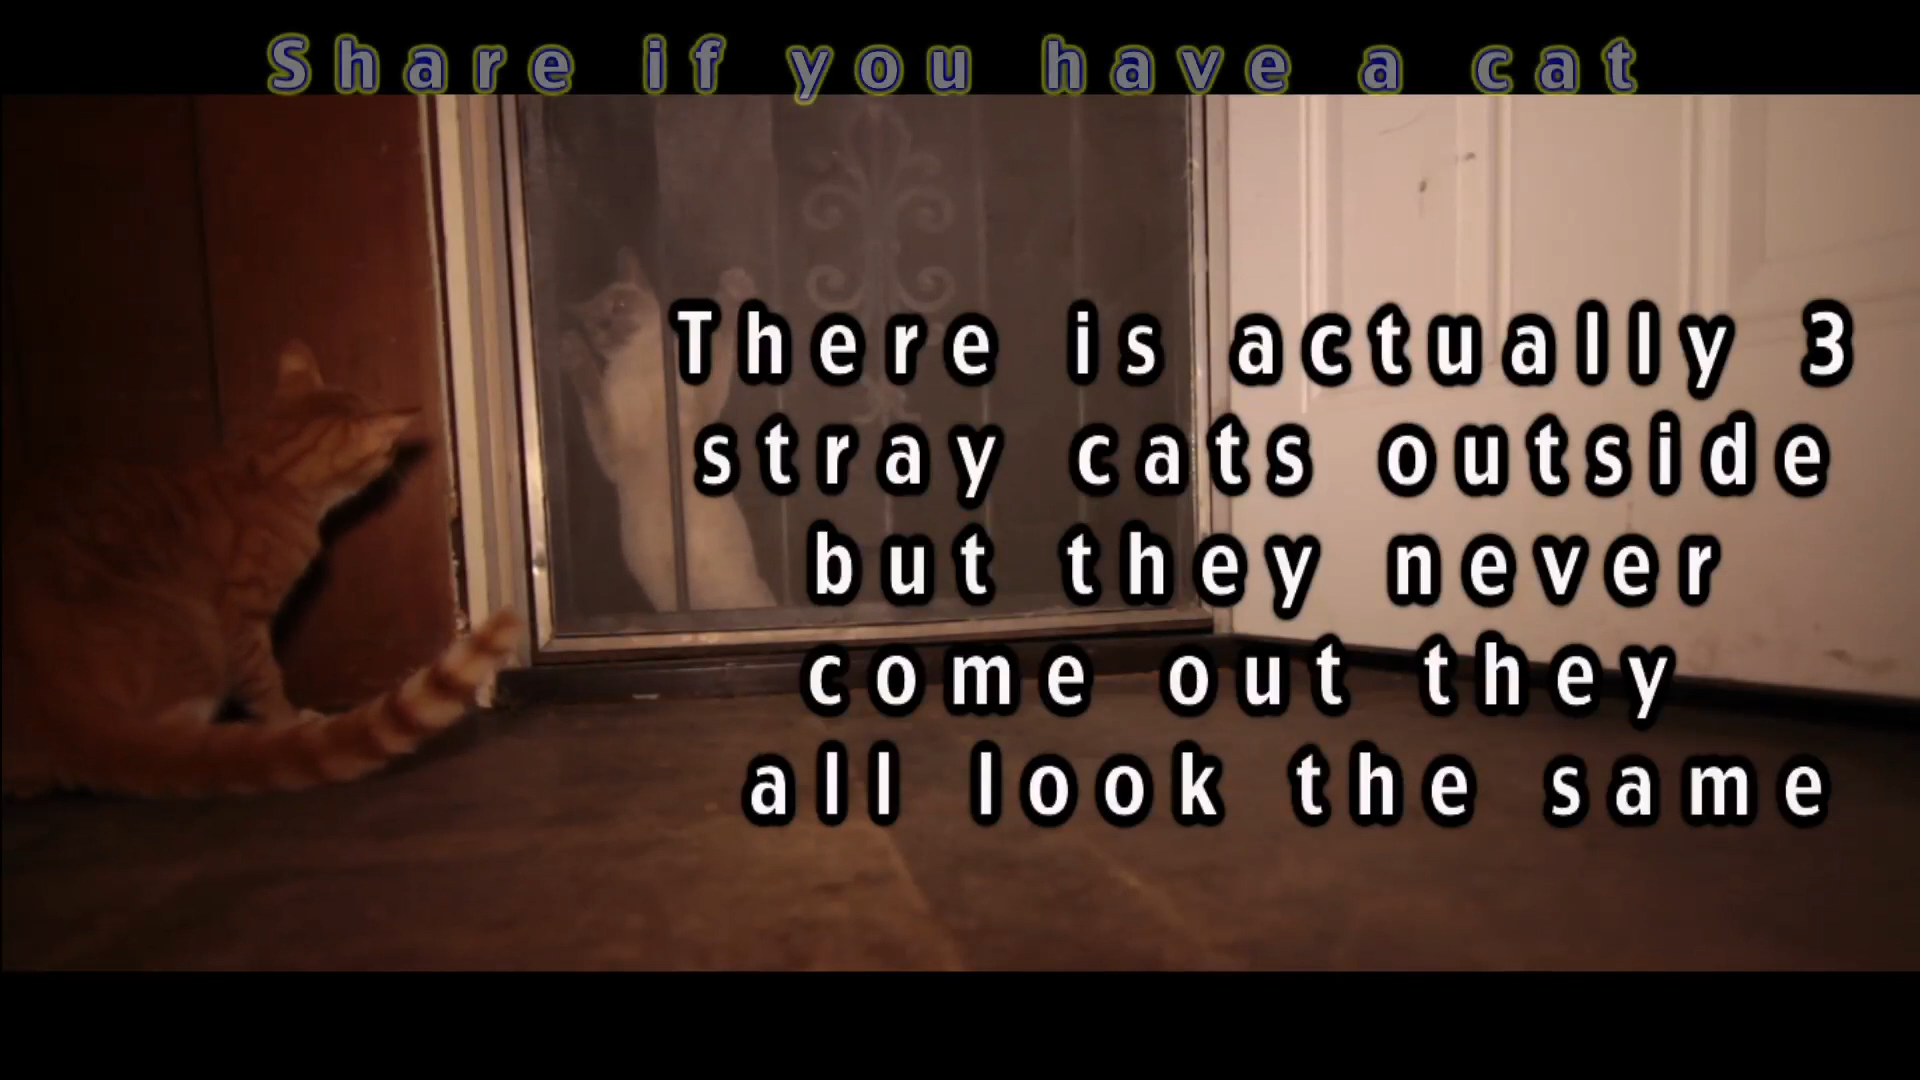 Share if you have a cat
There is actually 3
stray cats outside
but they never
come out they
all look the same